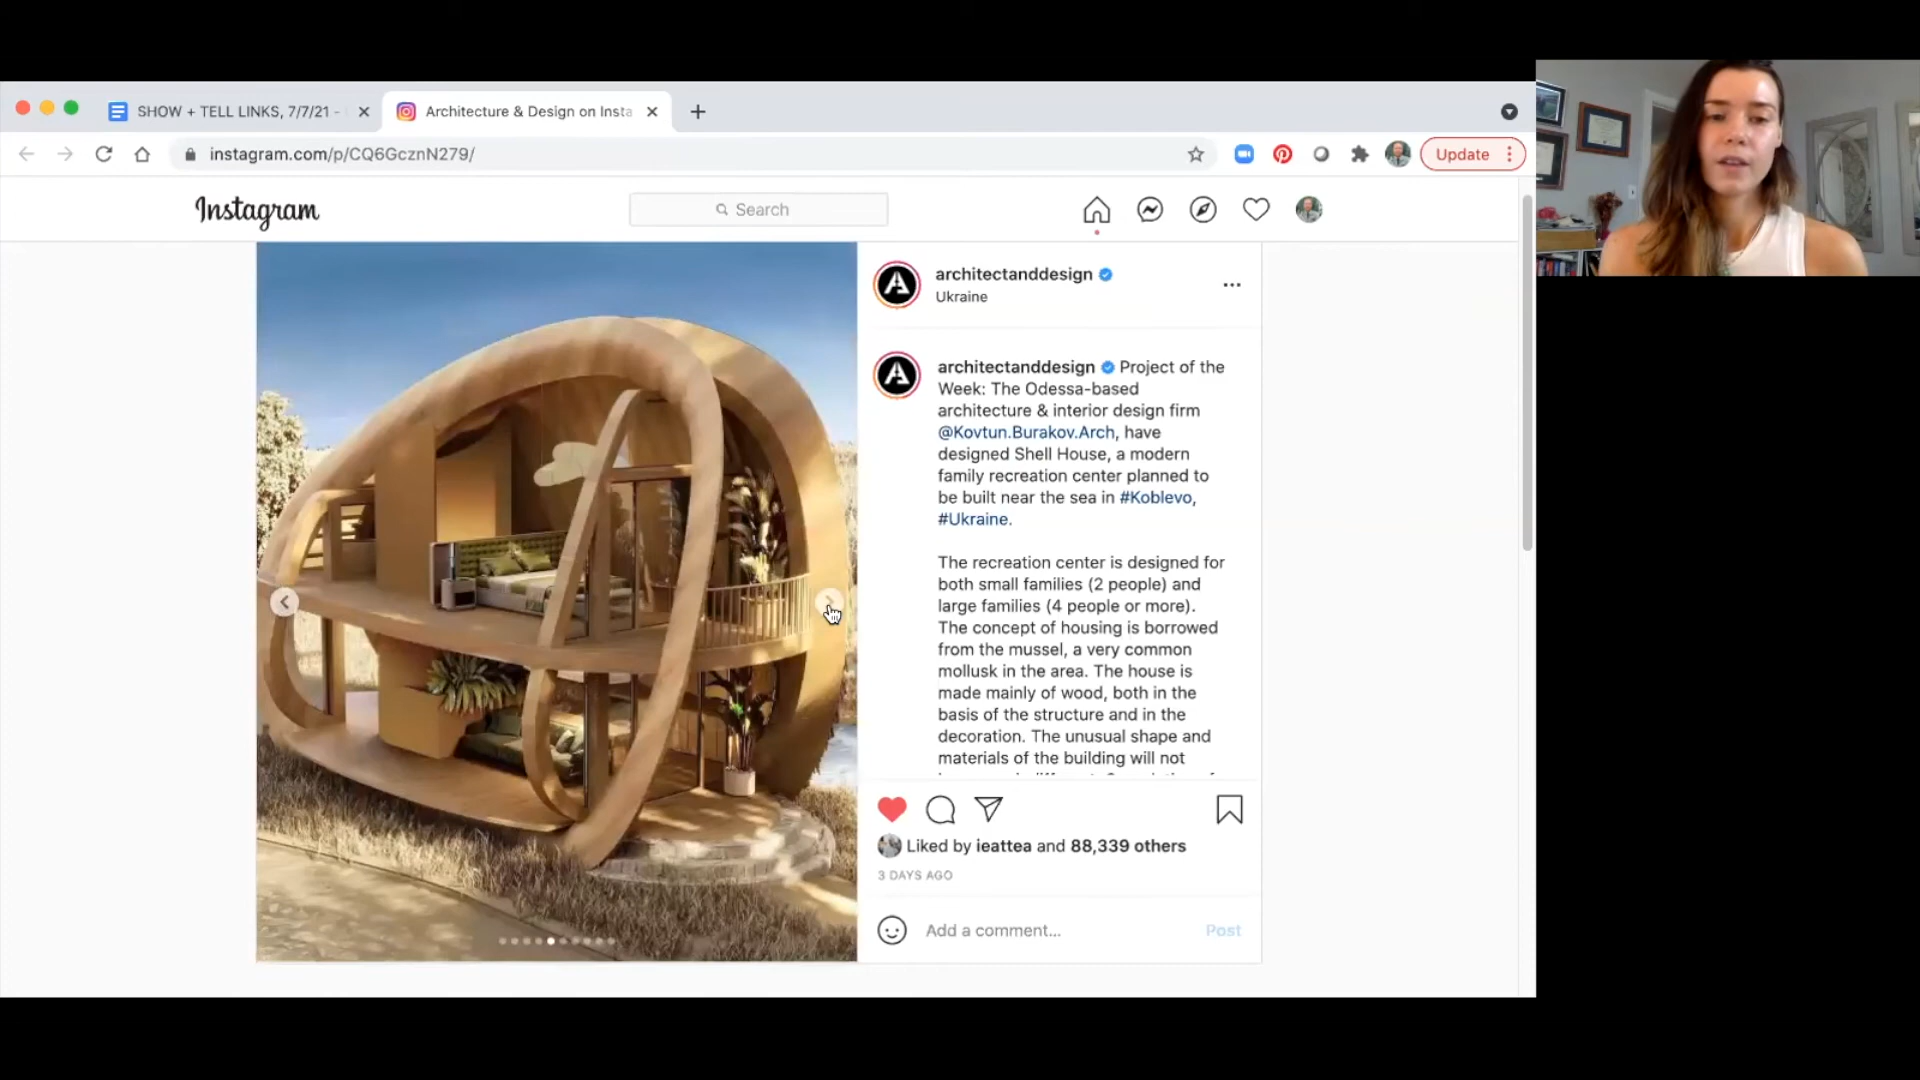 SHOW + TELL LINKS, 7/7/21 -
Architecture & Design on Insta
instagram.com/p/CQ6GcznN279/
Update
Instagram
Search
architectanddesign
Ukraine
architectanddesign Project of the
Week: The Odessa-based
architecture & interior design firm
@Kovtun.Burakov.Arch, have
designed Shell House, a modern
family recreation center planned to
be built near the sea in #Koblevo,
#Ukraine.
The recreation center is designed for
both small families (2 people) and
large families (4 people or more).
The concept of housing is borrowed
from the mussel, a very common
mollusk in the area. The house is
made mainly of wood, both in the
basis of the structure and in the
decoration. The unusual shape and
materials of the building will not
Liked by ieattea and 88,339 others
3 DAYS AGO
Add a comment...
Post